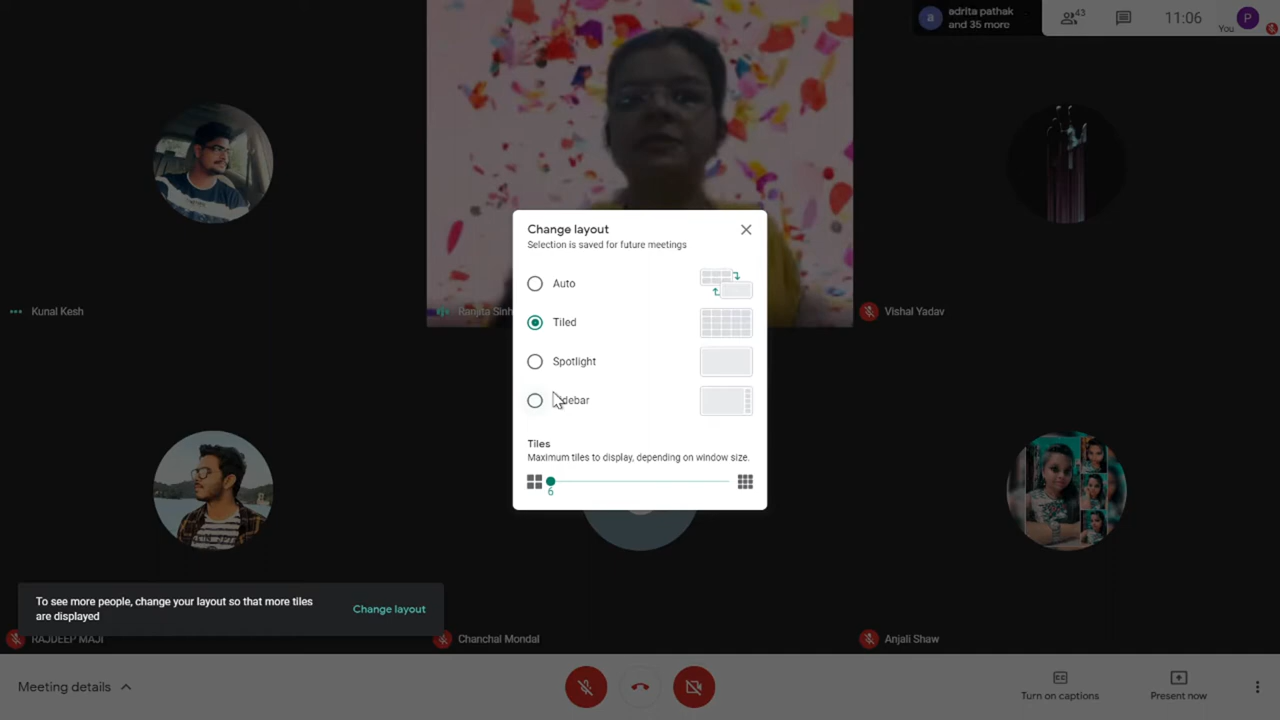 adrita pathak
and 35 more
43
11:06
You
P
a
Change layout
Selection is saved for future meetings
Auto
Tiled
Spotlight
debar
Tiles
Maximum tiles to display, depending on window size.
6
Kunal Kesh
Ranjita Sinh
Vishal Yadav
To see more people, change your layout so that more tiles
are displayed
Change layout
RAJDEEP MAJI
Chanchal Mondal
Anjali Shaw
Meeting details
CC
Turn on captions
Present now